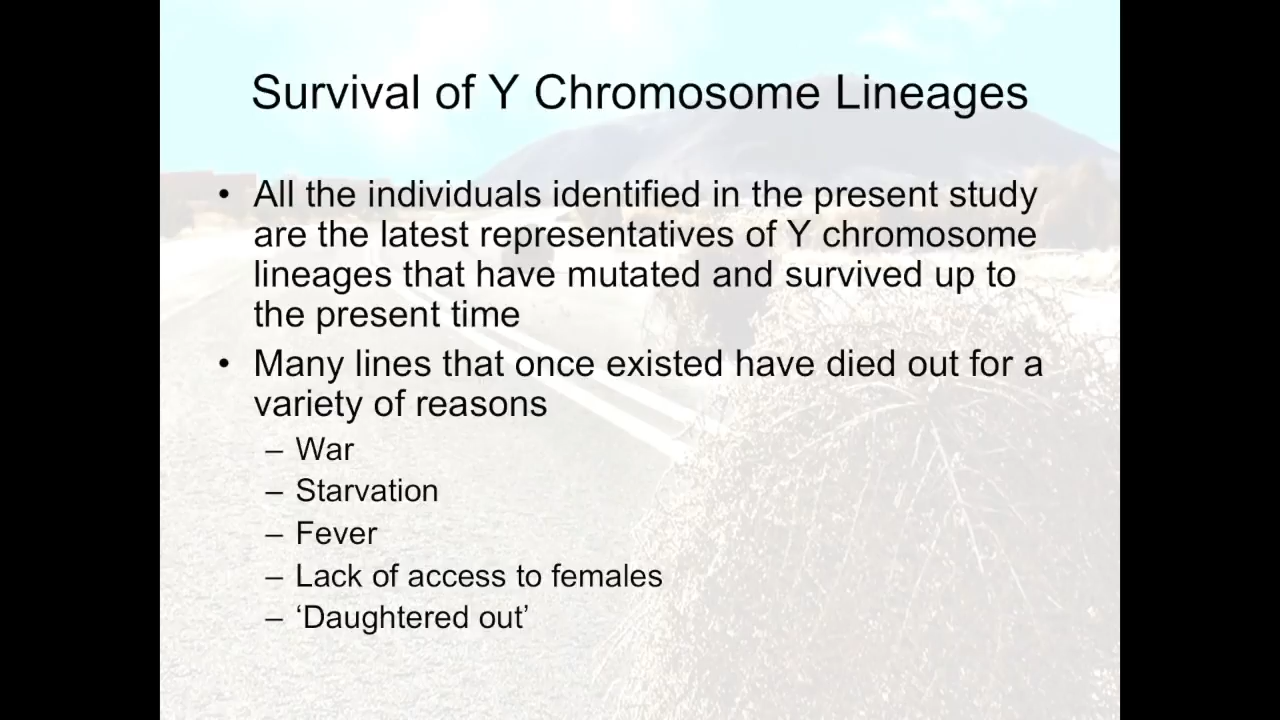 Survival of Y Chromosome Lineages
• All the individuals identified in the present study
are the latest representatives of Y chromosome
lineages that have mutated and survived up to
the present time
• Many lines that once existed have died out for a
variety of reasons
– War
– Starvation
– Fever
– Lack of access to females
– ‘Daughtered out’